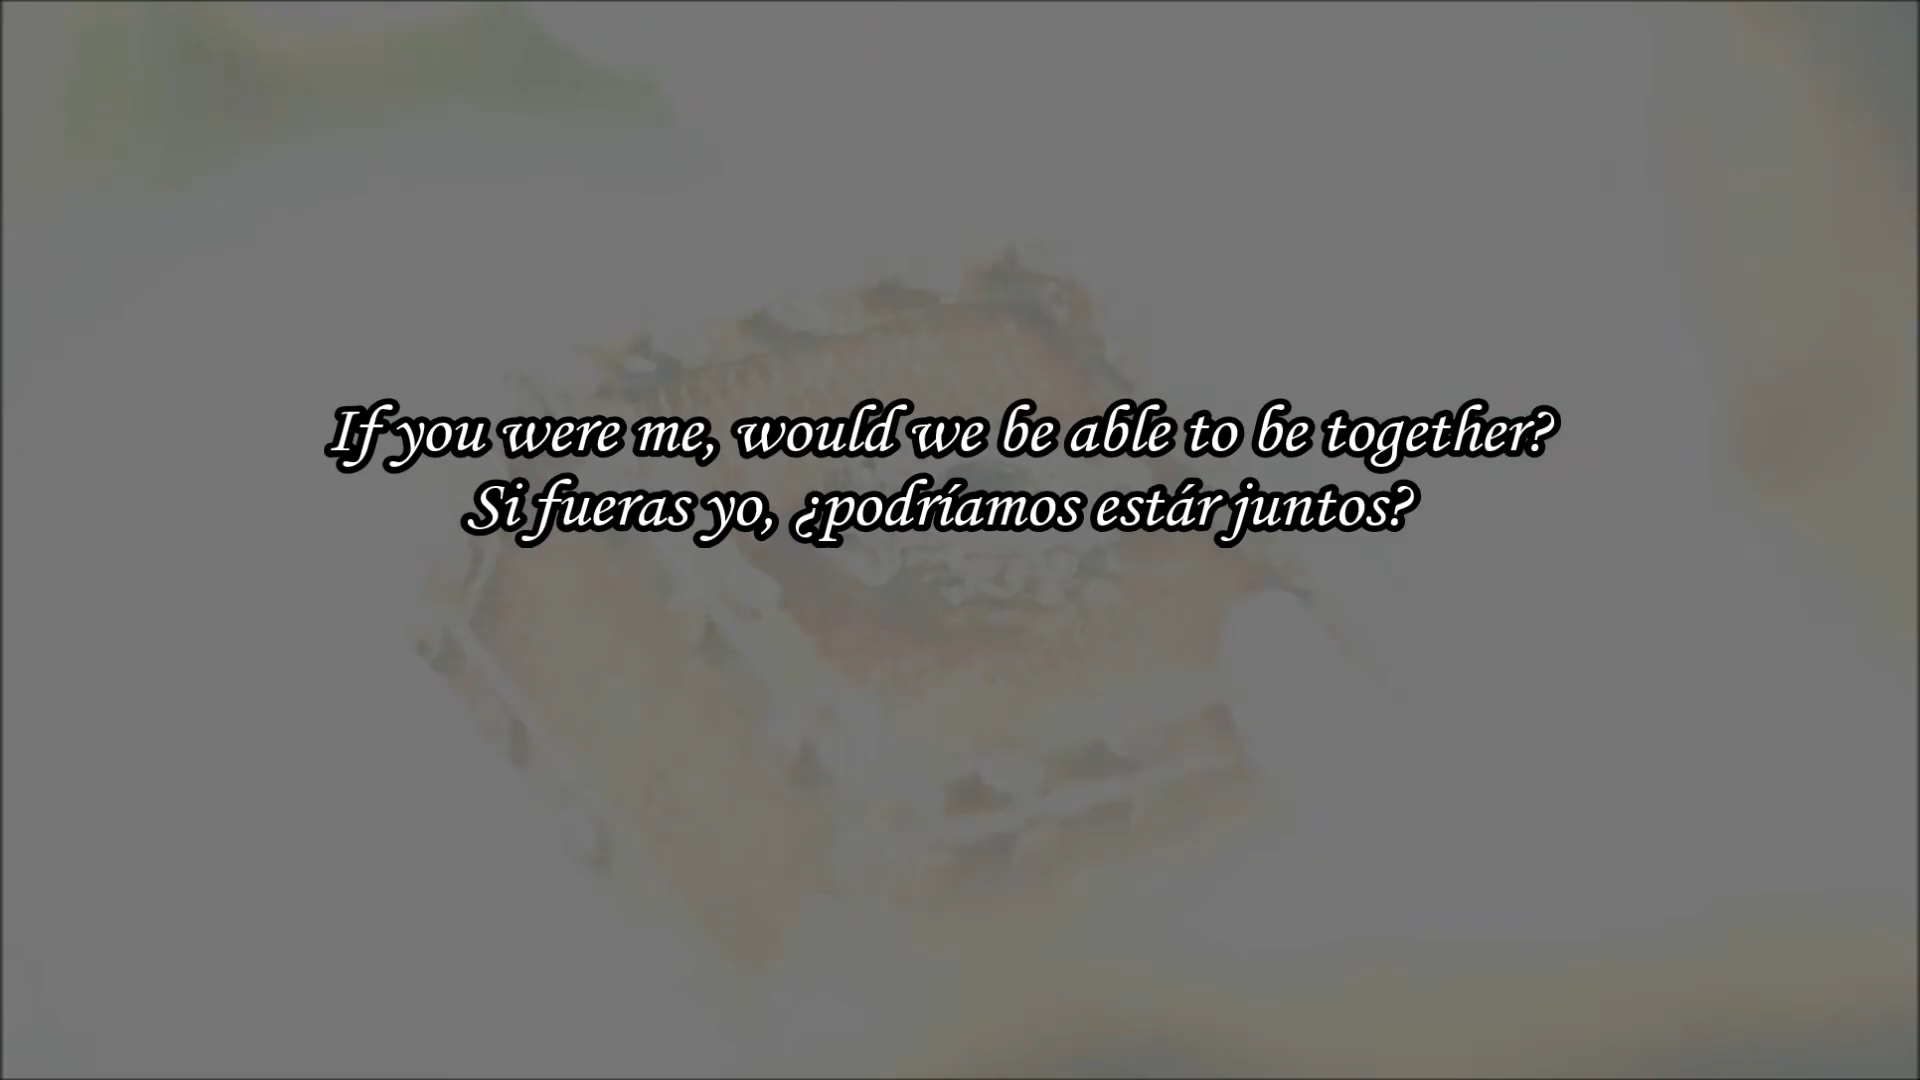 If you were me, would we be able to be together?
Si fueras yo, ¿podríamos estár juntos?